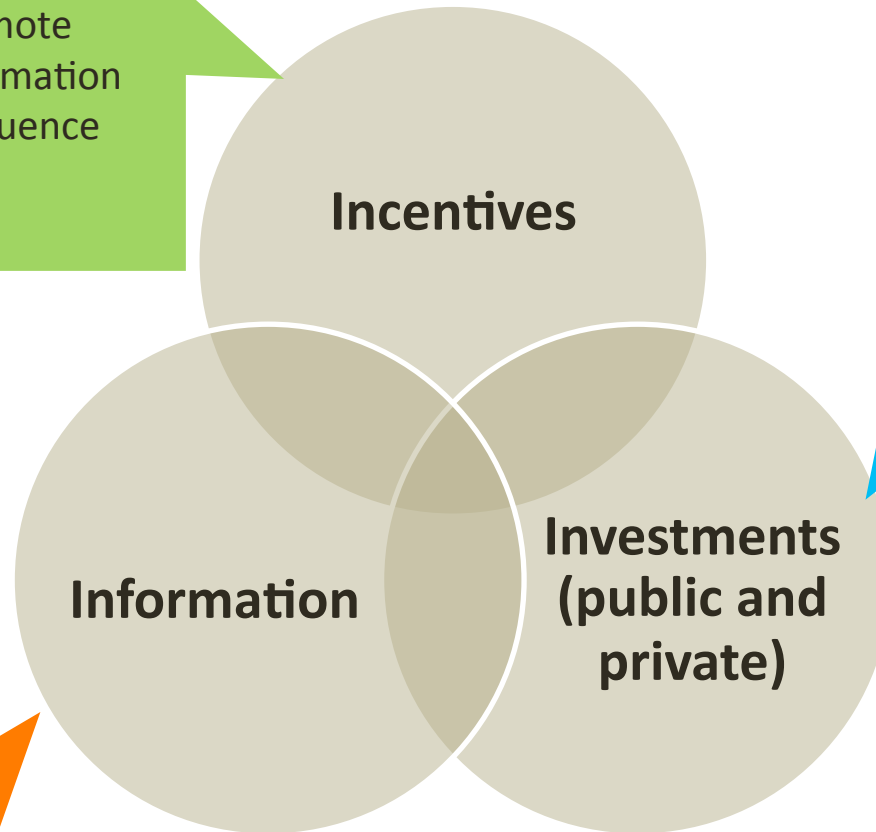 note
mation
uence
Incentives
Information
Investments
(public and
private)